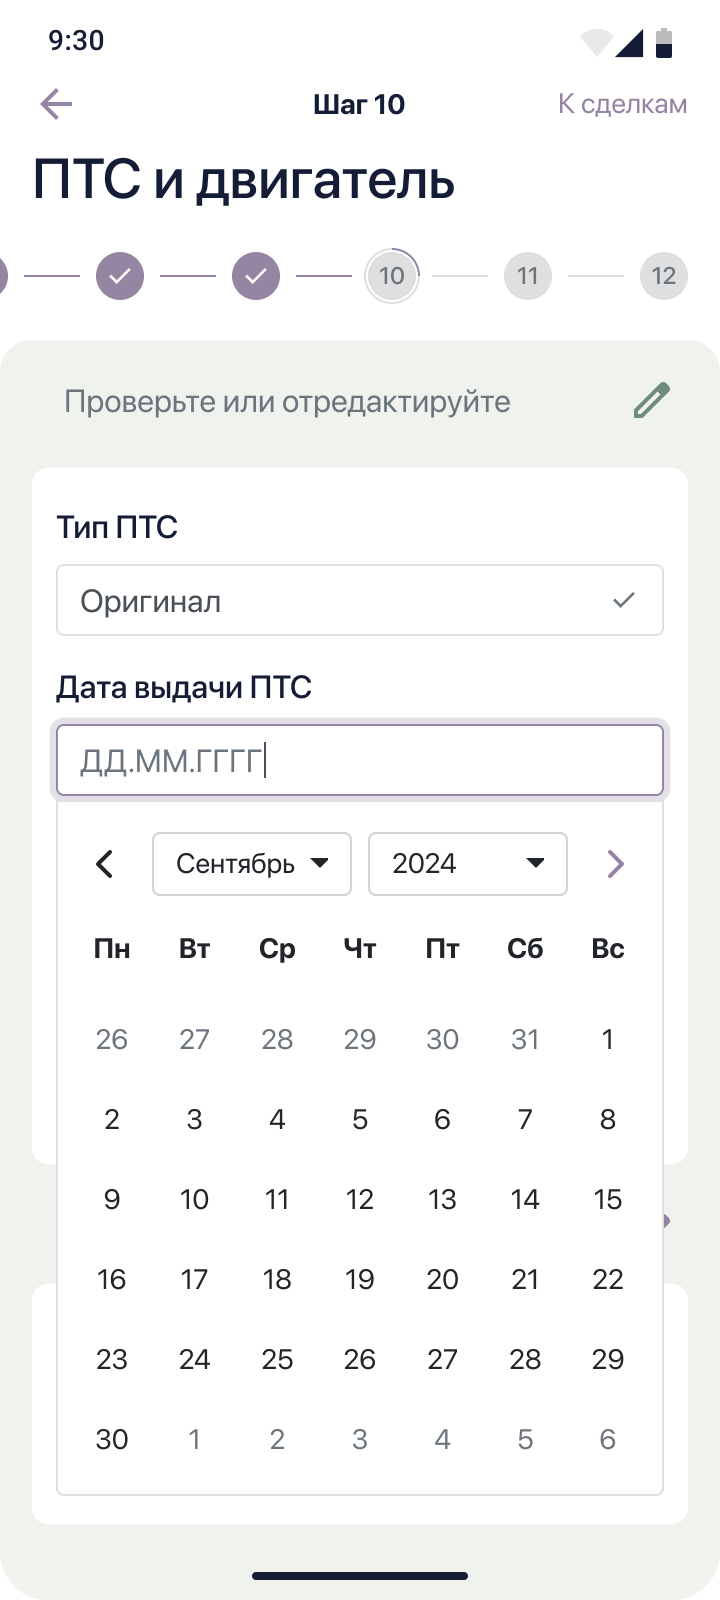 9:30
Шаг 10 К сделкам
ПТС и двигатель
10 11 12
Проверьте или отредактируйте
Тип ПТС
Оригинал
Дата выдачи ПТС
ДД.ММ.ГГГГ
Сентябрь 2024
Пн Вт Ср Чт Пт Сб Вс
26 27 28 29 30 31 1
2 3 4 5 6 7 8
9 10 11 12 13 14 15
16 17 18 19 20 21 22
23 24 25 26 27 28 29
30 1 2 3 4 5 6